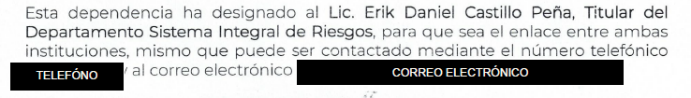 Esta dependencia ha designado al Lic. Erik Daniel Castillo Peña, Titular del
Departamento Sistema Integral de Riesgos, para que sea el enlace entre ambas
instituciones, mismo que puede ser contactado mediante el número telefónico
TELEFÓNO y al correo electrónico CORREO ELECTRÓNICO